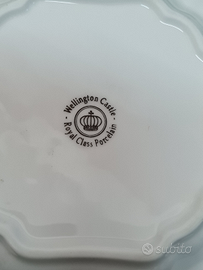 · Wellington Castle ·
Royal Class Porcelain
subito